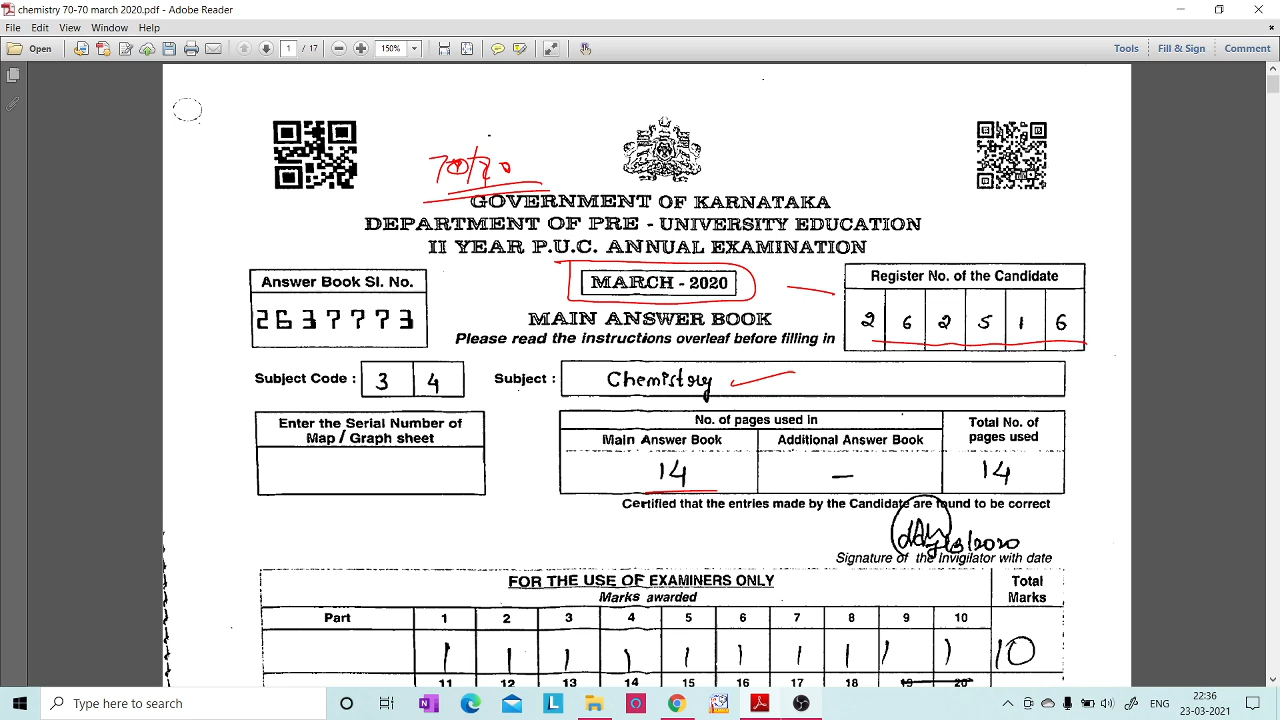 chemistry 70-70 march 2020.pdf - Adobe Reader
File Edit View Window Help
Open 1 / 17 150% Tools Fill & Sign Comment
70/70
GOVERNMENT OF KARNATAKA
DEPARTMENT OF PRE - UNIVERSITY EDUCATION
II YEAR P.U.C. ANNUAL EXAMINATION
MARCH - 2020
Answer Book Sl. No.
2637773
MAIN ANSWER BOOK
Please read the instructions overleaf before filling in
Register No. of the Candidate
2 6 2 5 1 6
Subject Code : 3 4 Subject : Chemistry
Enter the Serial Number of
Map / Graph sheet
No. of pages used in
Main Answer Book Additional Answer Book
Total No. of
pages used
14 — 14
Certified that the entries made by the Candidate are found to be correct
Signature of the Invigilator with date
FOR THE USE OF EXAMINERS ONLY
Marks awarded
Total
Marks
Part 1 2 3 4 5 6 7 8 9 10
1 1 1 1 1 1 1 1 1 1 10
11 12 13 14 15 16 17 18 19 20
Type here to search
ENG
22:36
23-03-2021